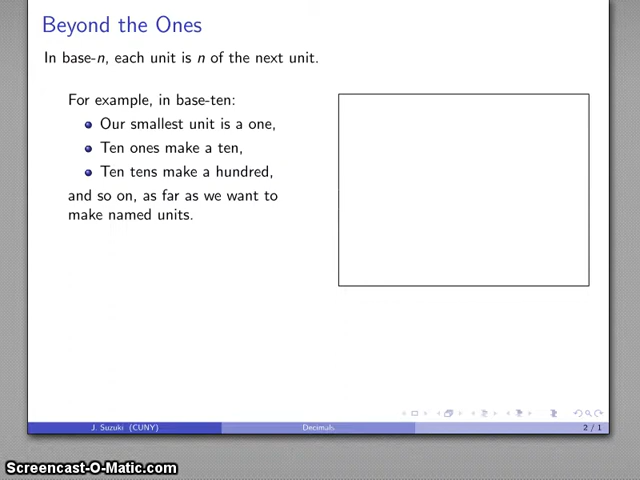 Beyond the Ones
In base-n, each unit is n of the next unit.
For example, in base-ten:
Our smallest unit is a one,
Ten ones make a ten,
Ten tens make a hundred,
and so on, as far as we want to
make named units.
J. Suzuki (CUNY)
Decimals
2 / 1
Screencast-O-Matic.com